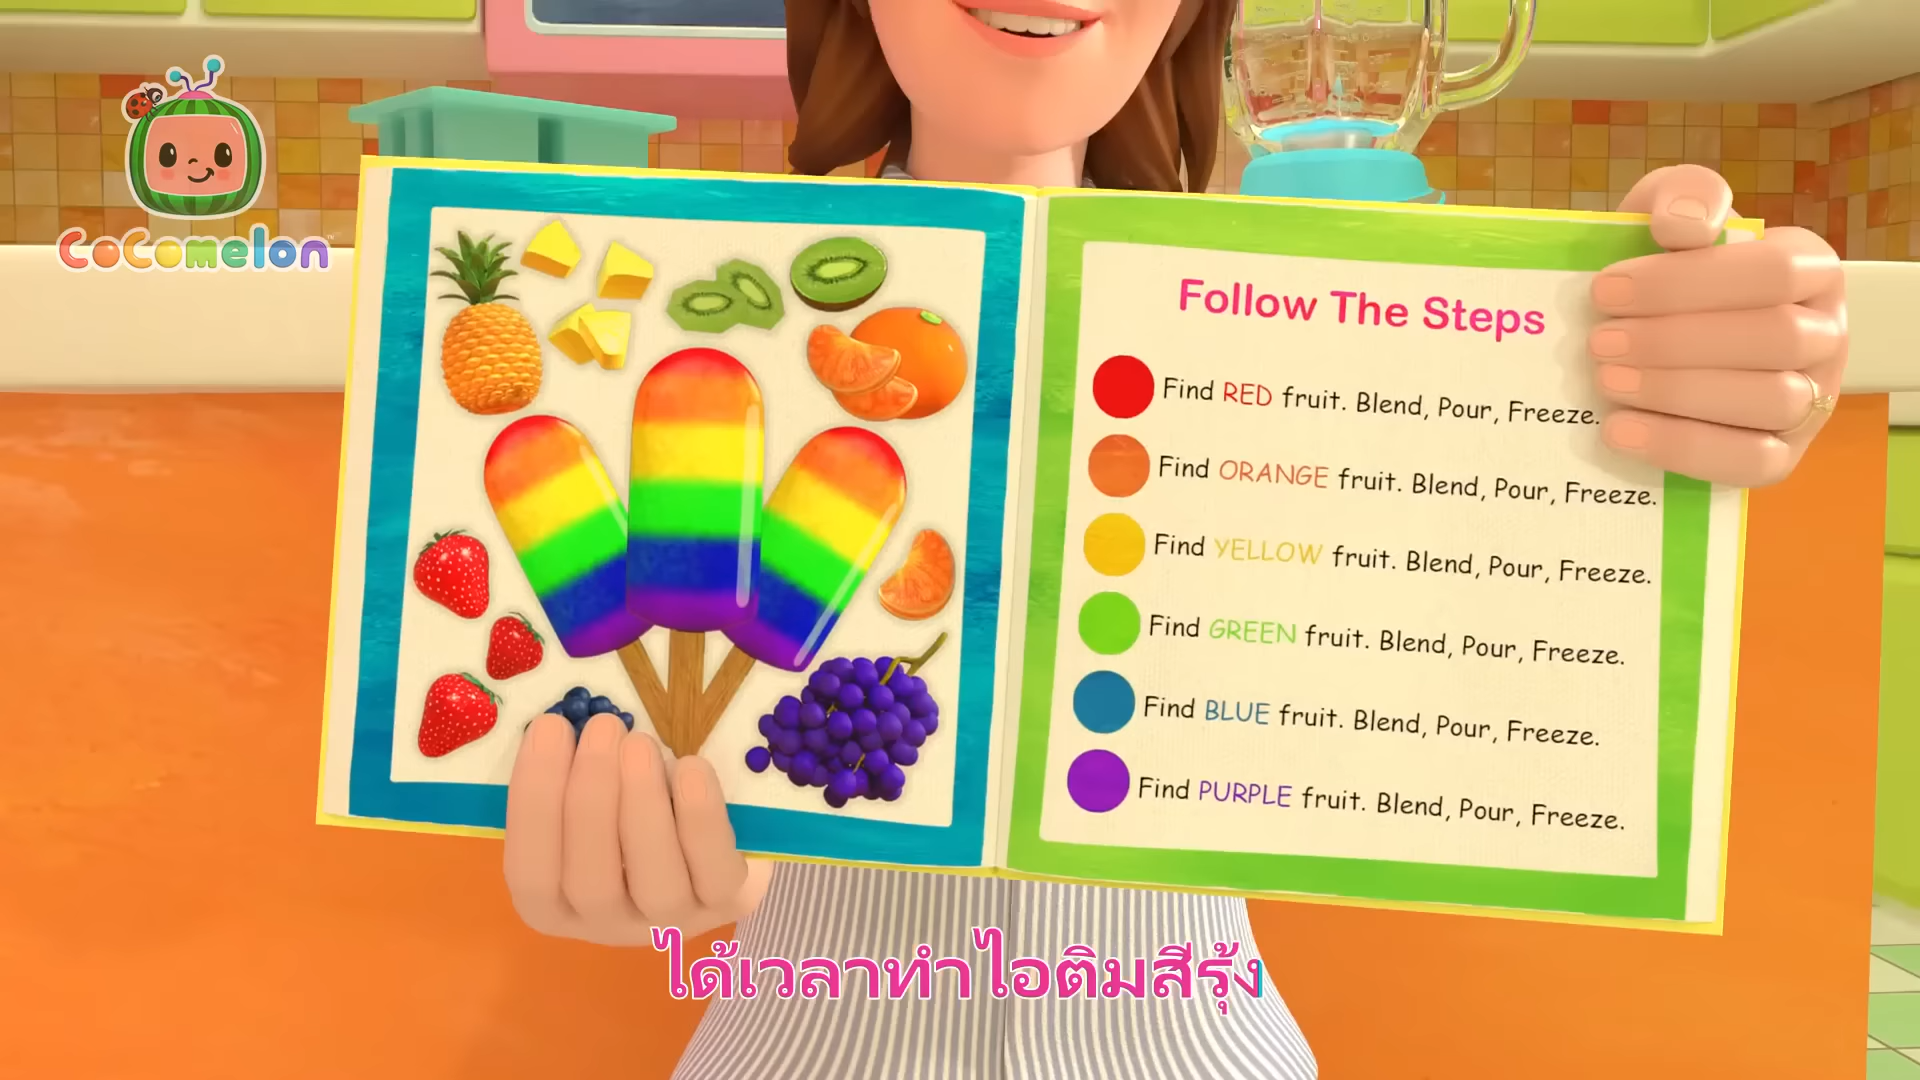 CoComelon
Follow The Steps
Find RED fruit. Blend, Pour, Freeze.
Find ORANGE fruit. Blend, Pour, Freeze.
Find YELLOW fruit. Blend, Pour, Freeze.
Find GREEN fruit. Blend, Pour, Freeze.
Find BLUE fruit. Blend, Pour, Freeze.
Find PURPLE fruit. Blend, Pour, Freeze.
ได้เวลาทำไอติมสีรุ้ง